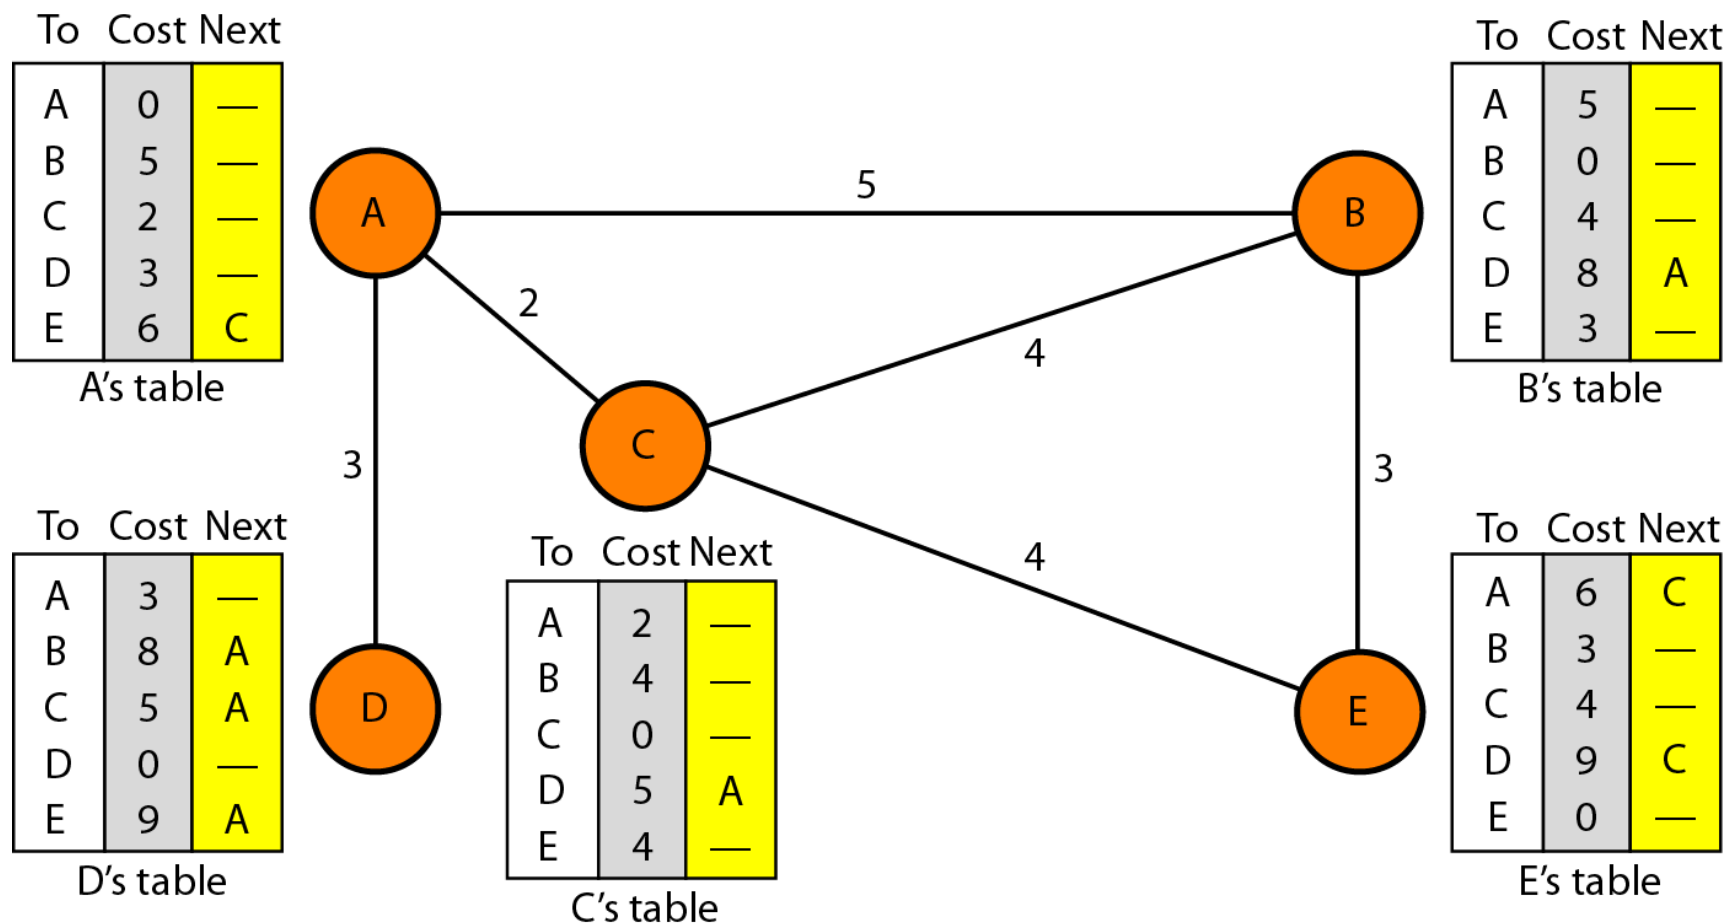 To Cost Next
A 0 —
B 5 —
C 2 —
D 3 —
E 6 C
A’s table
To Cost Next
A 5 —
B 0 —
C 4 —
D 8 A
E 3 —
B’s table
A
5
B
2
4
C
3
3
4
D
E
To Cost Next
A 3 —
B 8 A
C 5 A
D 0 —
E 9 A
D’s table
To Cost Next
A 2 —
B 4 —
C 0 —
D 5 A
E 4 —
C’s table
To Cost Next
A 6 C
B 3 —
C 4 —
D 9 C
E 0 —
E’s table